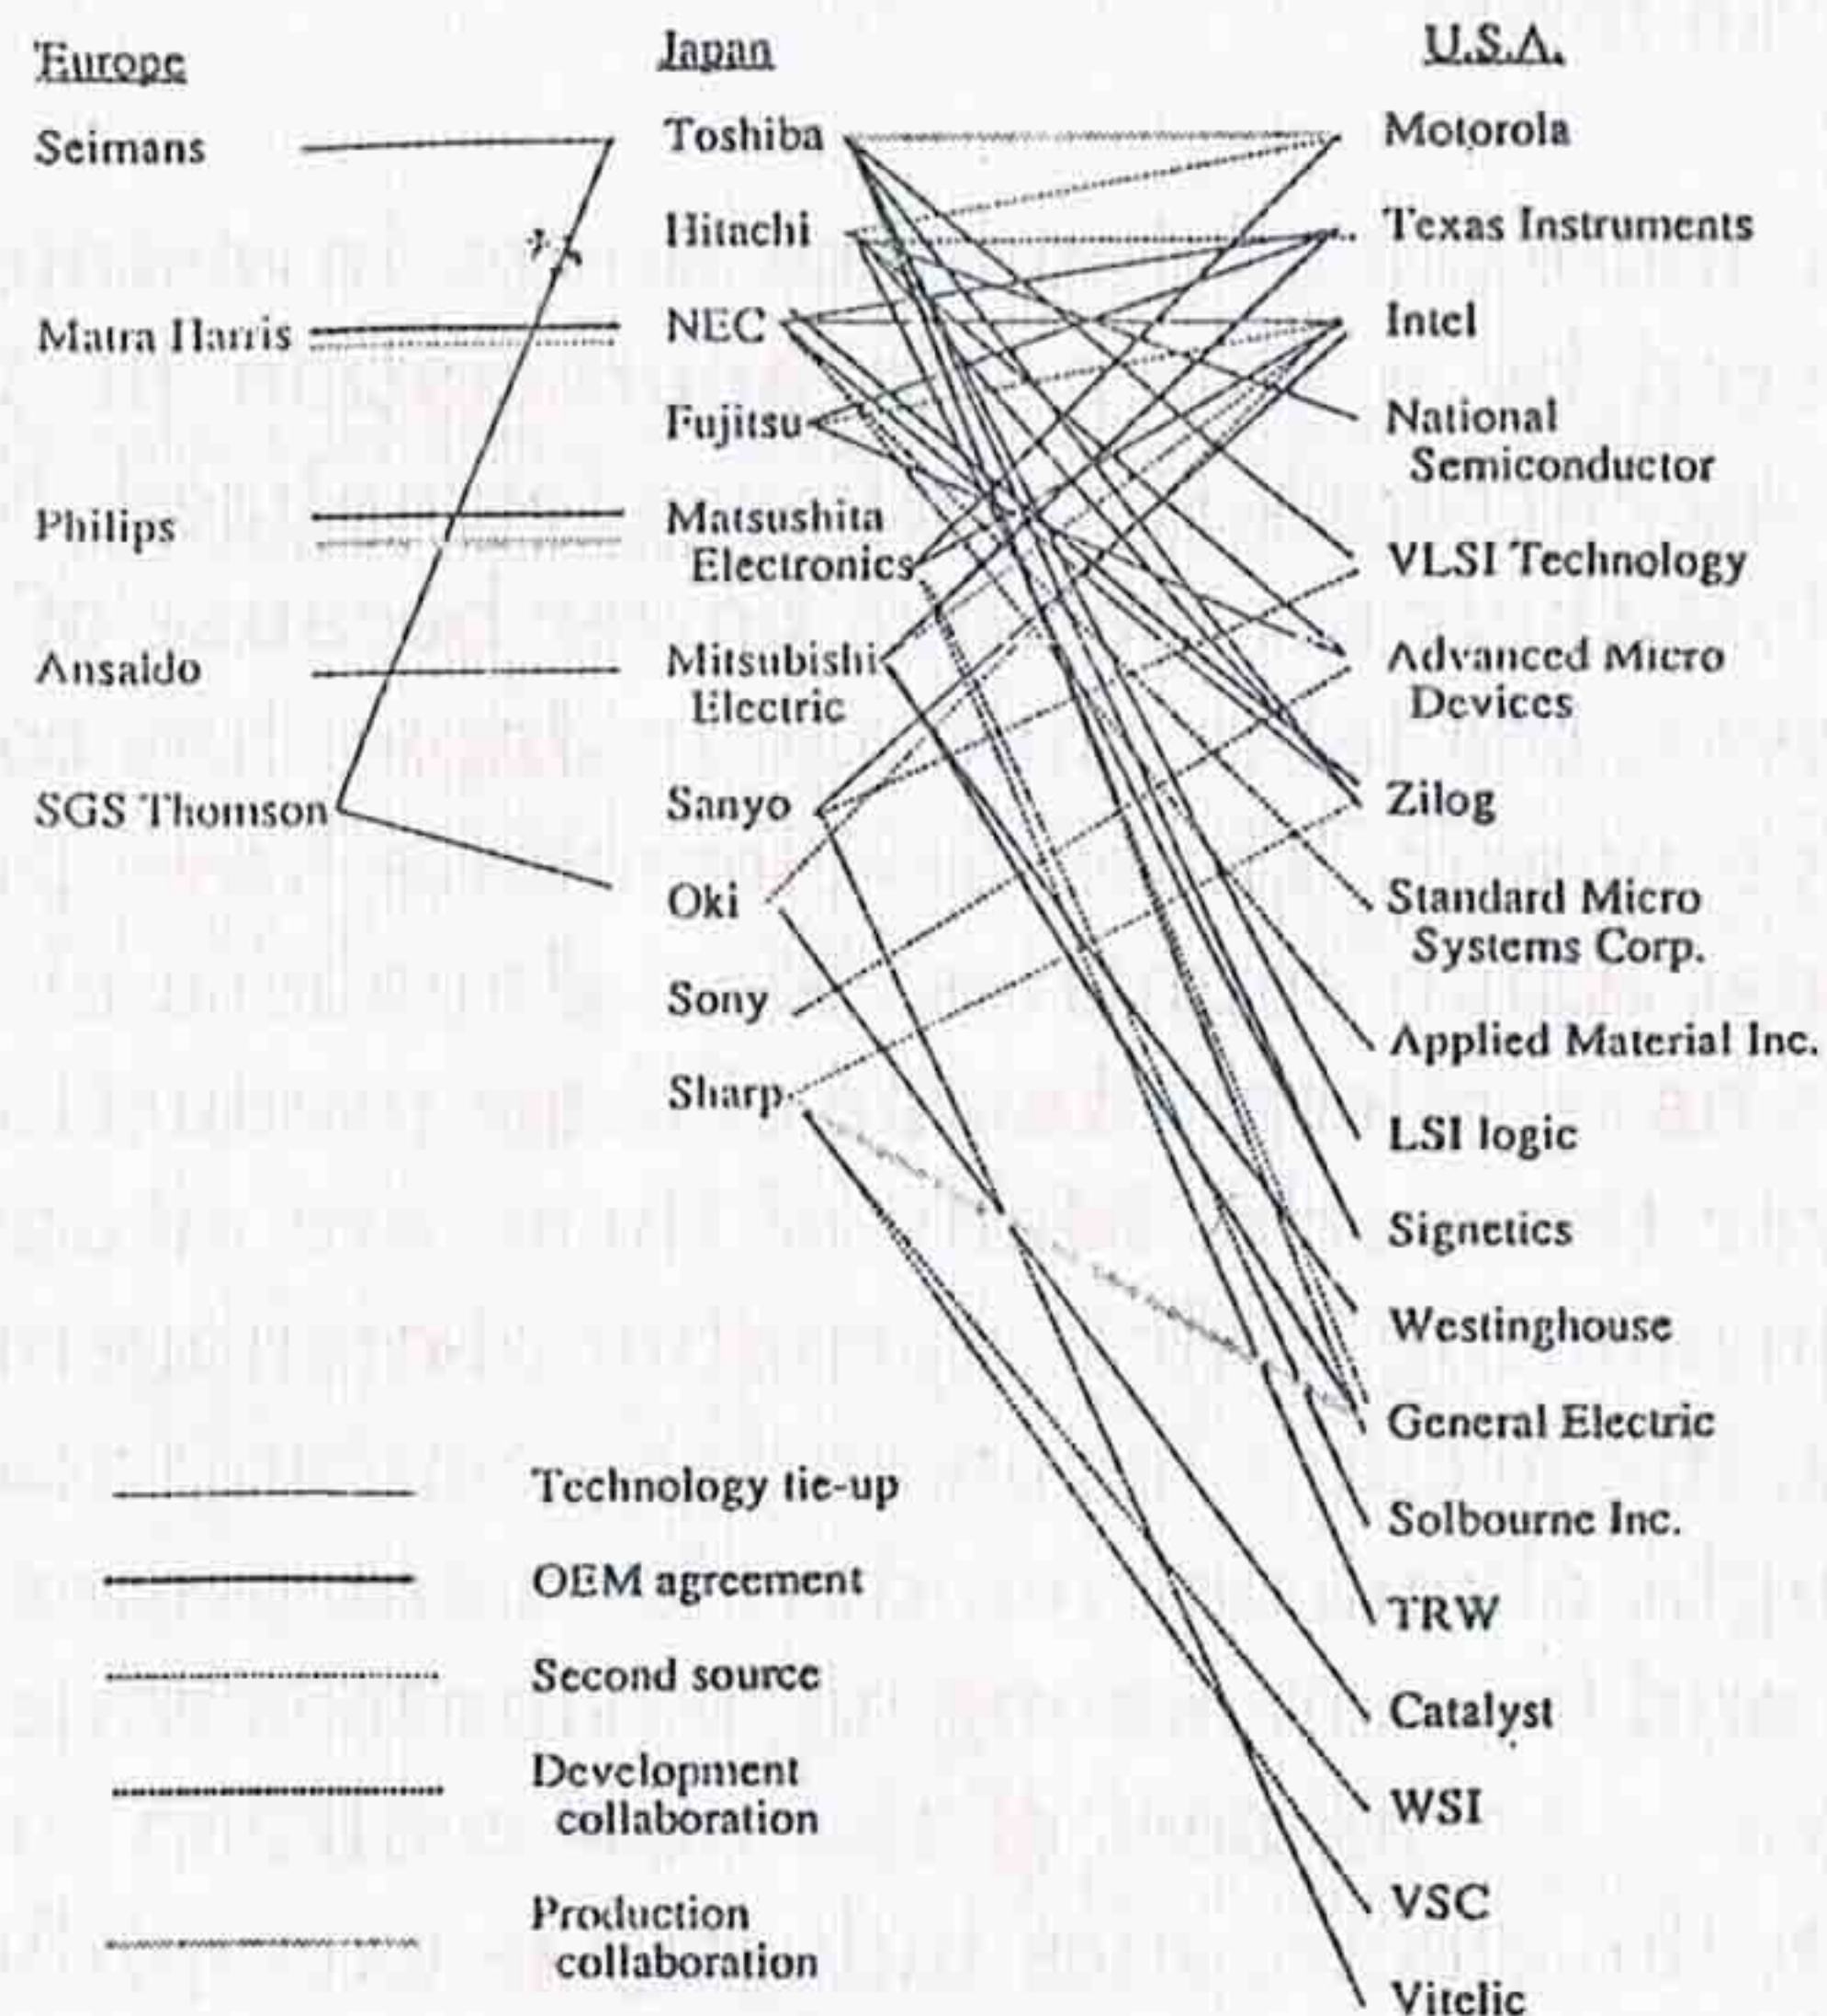 Europe
Seimans
Matra Harris
Philips
Ansaldo
SGS Thomson
Japan
Toshiba
Hitachi
NEC
Fujitsu
Matsushita
Electronics
Mitsubishi
Electric
Sanyo
Oki
Sony
Sharp
U.S.A.
Motorola
Texas Instruments
Intel
National
Semiconductor
VLSI Technology
Advanced Micro
Devices
Zilog
Standard Micro
Systems Corp.
Applied Material Inc.
LSI logic
Signetics
Westinghouse
General Electric
Solbourne Inc.
TRW
Catalyst
WSI
VSC
Vitelic
Technology tie-up
OEM agreement
Second source
Development
collaboration
Production
collaboration